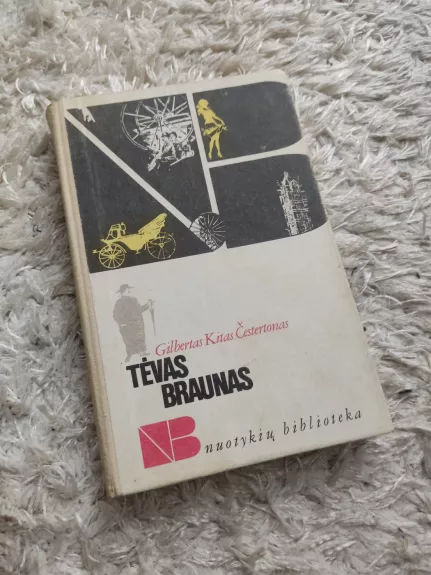 Gilbertas Kitas Čestertonas
TĖVAS
BRAUNAS
NB nuotykių biblioteka